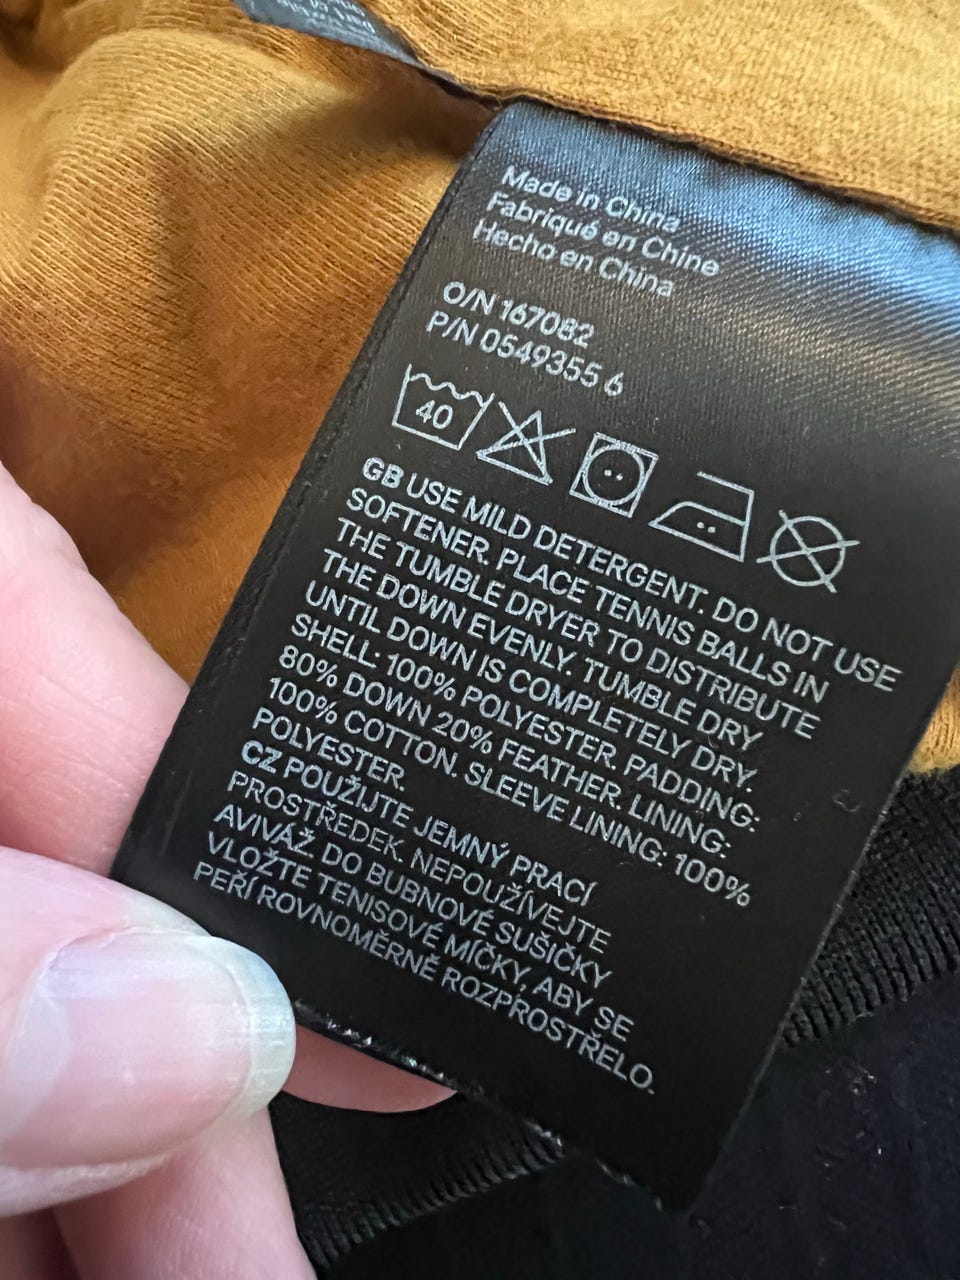 Made in China
Fabriqué en Chine
Hecho en China
O/N 167082
P/N 0549355 6
40
GB USE MILD DETERGENT. DO NOT USE
SOFTENER. PLACE TENNIS BALLS IN
THE TUMBLE DRYER TO DISTRIBUTE
THE DOWN EVENLY. TUMBLE DRY
UNTIL DOWN IS COMPLETELY DRY.
SHELL: 100% POLYESTER. PADDING:
80% DOWN 20% FEATHER. LINING:
100% COTTON. SLEEVE LINING: 100%
POLYESTER.
CZ POUŽIJTE JEMNÝ PRACÍ
PROSTŘEDEK. NEPOUŽÍVEJTE
AVIVÁŽ. DO BUBNOVÉ SUŠIČKY
VLOŽTE TENISOVÉ MÍČKY, ABY SE
PEŘÍ ROVNOMĚRNĚ ROZPROSTŘELO.